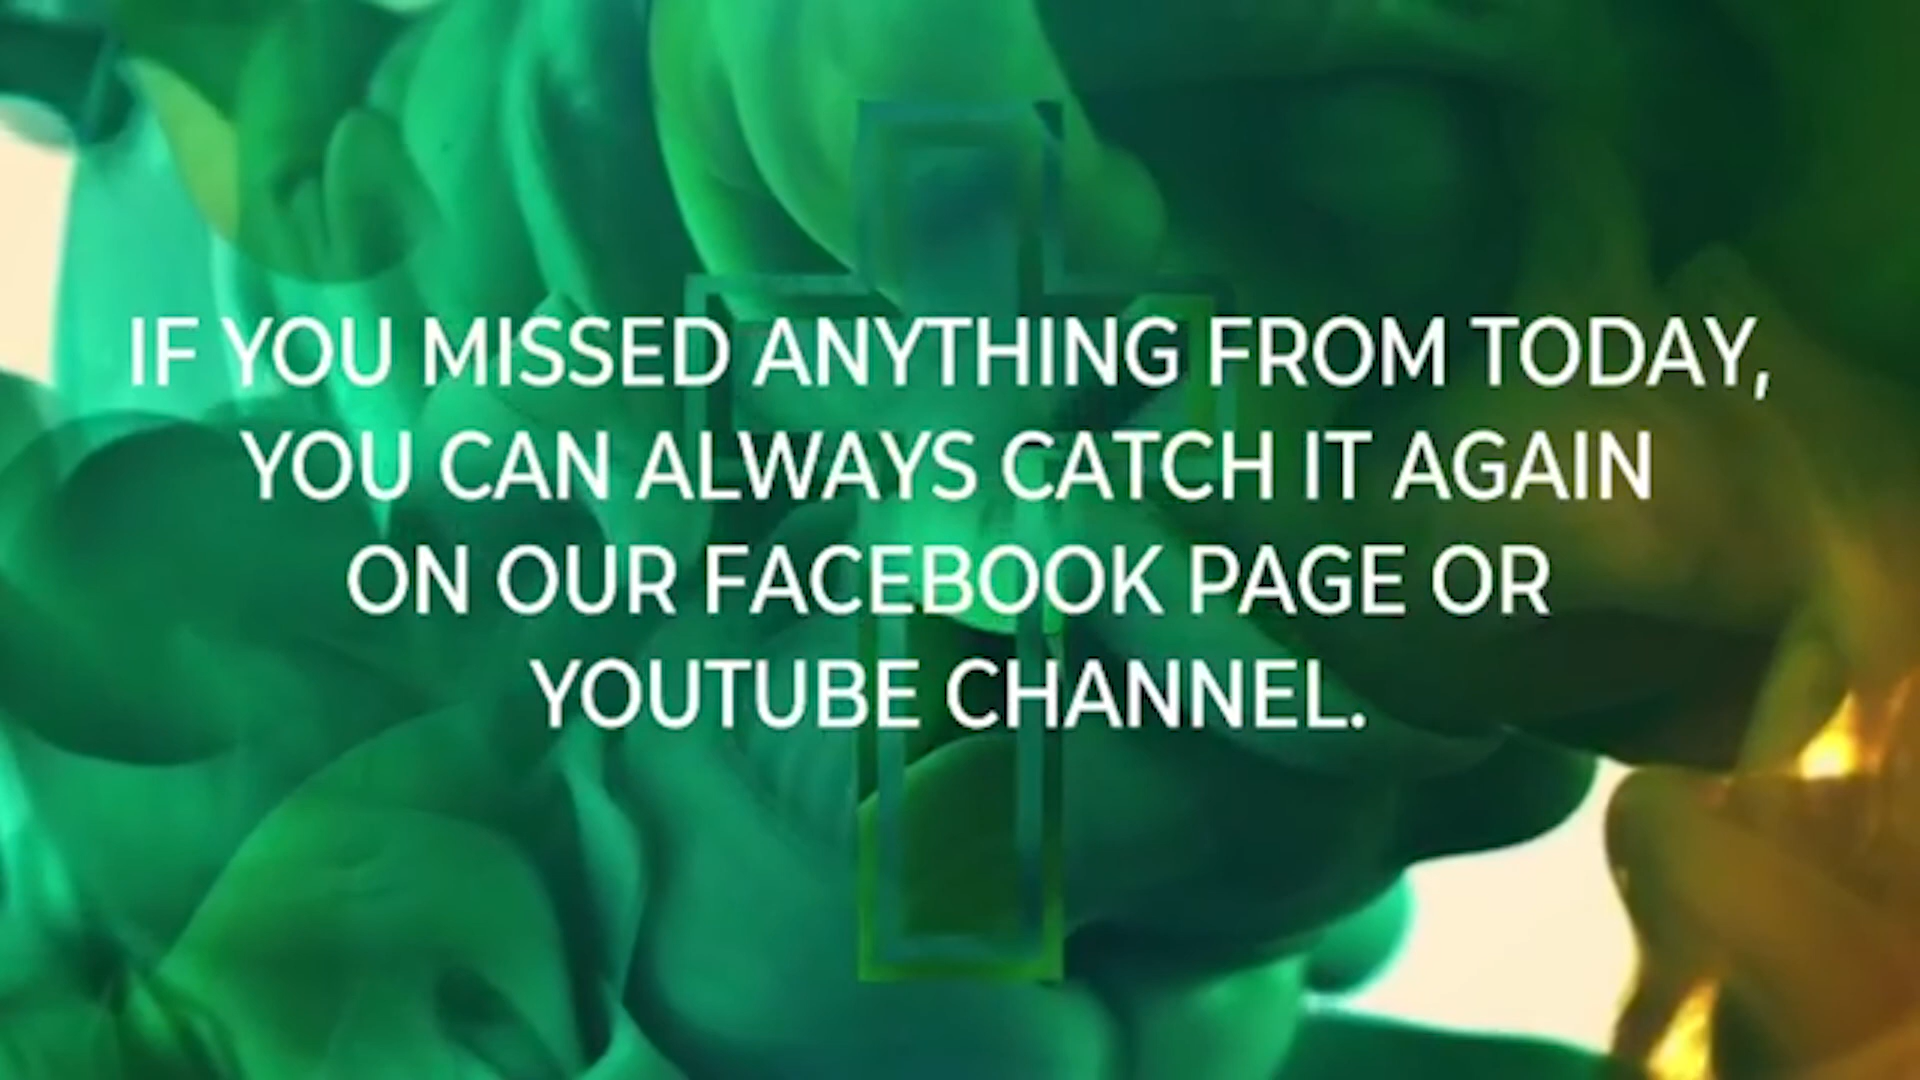 IF YOU MISSED ANYTHING FROM TODAY,
YOU CAN ALWAYS CATCH IT AGAIN
ON OUR FACEBOOK PAGE OR
YOUTUBE CHANNEL.